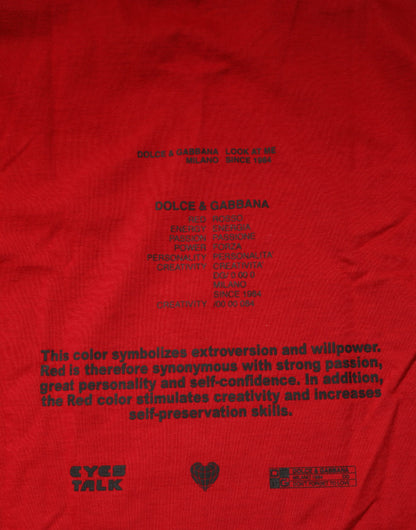 DOLCE & GABBANA LOOK AT ME
MILANO SINCE 1984
DOLCE & GABBANA
RED ROSSO
ENERGY ENERGIA
PASSION PASSIONE
POWER FORZA
PERSONALITY PERSONALITÀ
CREATIVITY CREATIVITÀ
MILANO
SINCE 1984
CREATIVITY
This color symbolizes extroversion and willpower.
Red is therefore synonymous with strong passion,
great personality and self-confidence. In addition,
the Red color stimulates creativity and increases
self-preservation skills.
EYES
TALK
DOLCE & GABBANA